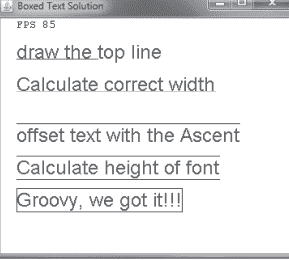 Boxed Text Solution
FPS 85
draw the top line
Calculate correct width
offset text with the Ascent
Calculate height of font
Groovy, we got it!!!